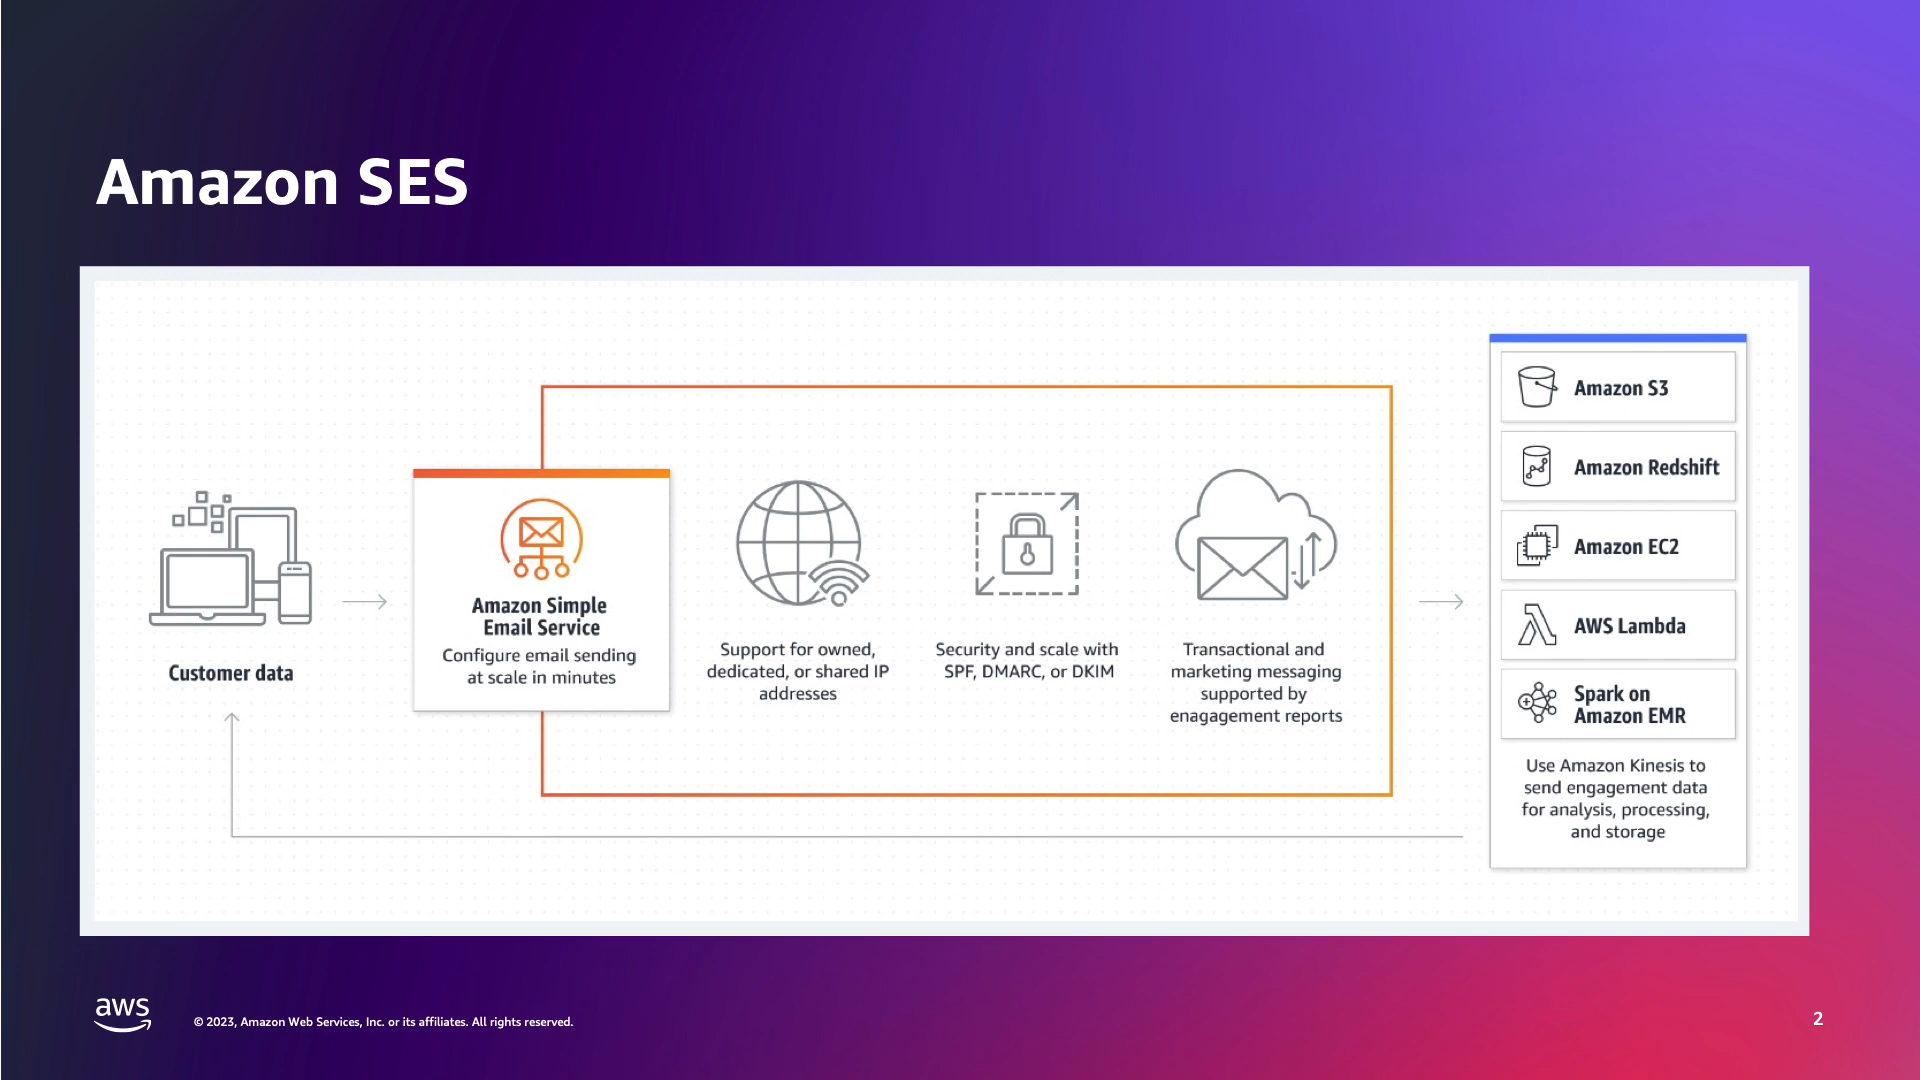 Amazon SES
Customer data
Amazon Simple
Email Service
Configure email sending
at scale in minutes
Support for owned,
dedicated, or shared IP
addresses
Security and scale with
SPF, DMARC, or DKIM
Transactional and
marketing messaging
supported by
enagagement reports
Amazon S3
Amazon Redshift
Amazon EC2
AWS Lambda
Spark on
Amazon EMR
Use Amazon Kinesis to
send engagement data
for analysis, processing,
and storage
aws
© 2023, Amazon Web Services, Inc. or its affiliates. All rights reserved.
2